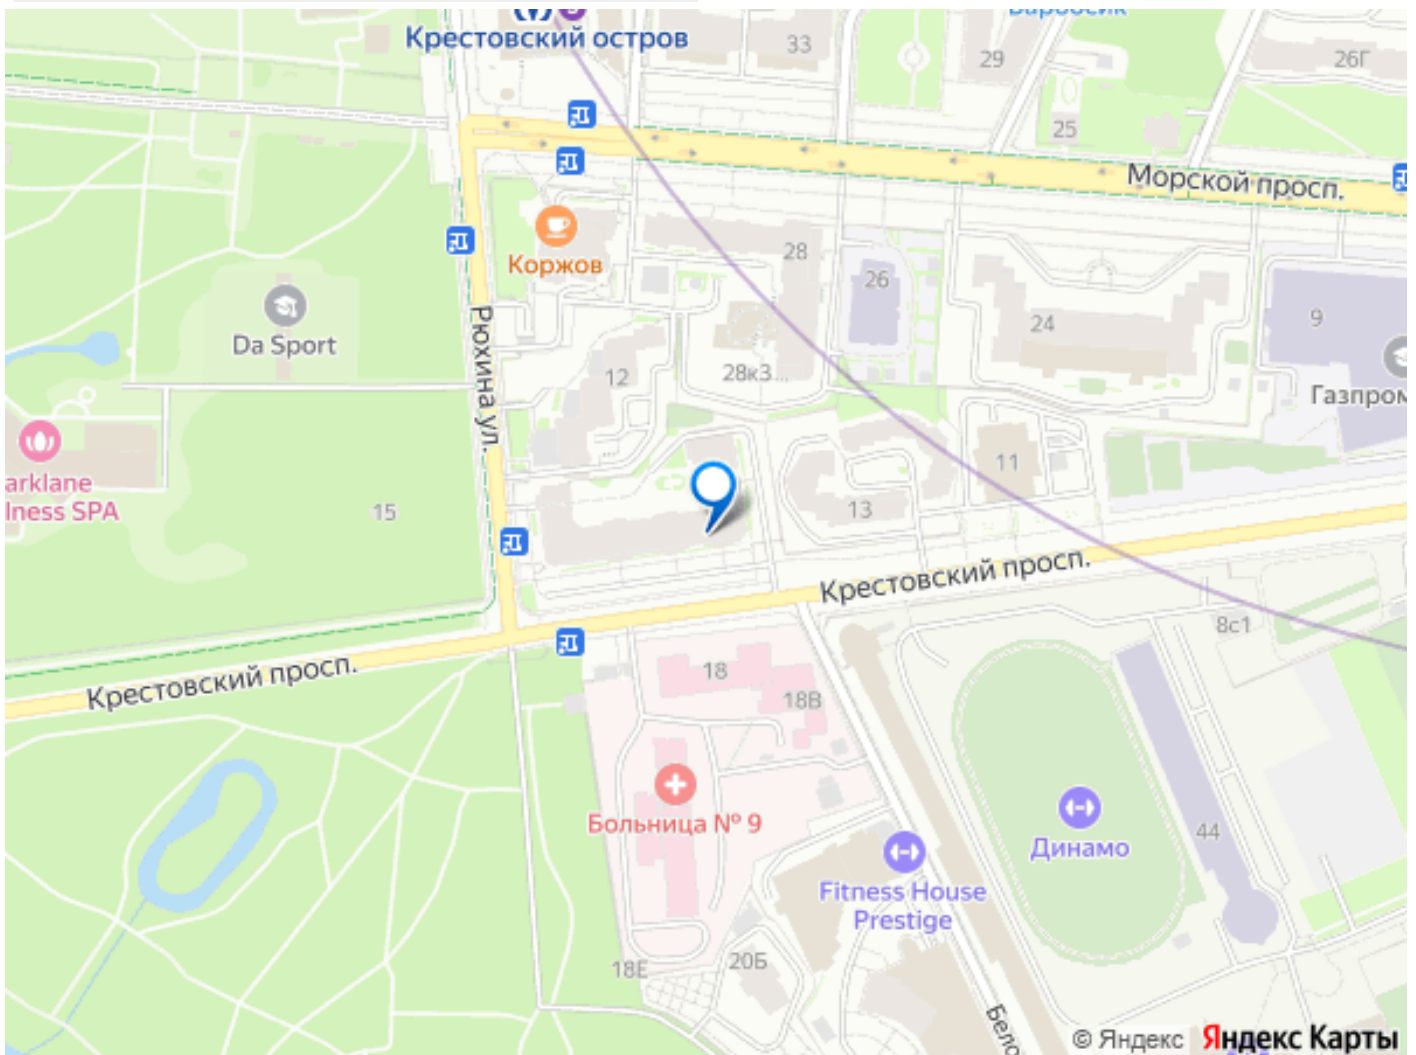 Крестовский остров
33
29
26Г
25
Морской просп.
Коржов
28
26
24
9
Da Sport
Рюхина ул.
12
28к3...
Газпром
arklane
lness SPA
15
11
13
Крестовский просп.
8с1
Крестовский просп.
18
18В
Больница № 9
44
Динамо
Fitness House
Prestige
18Е
20Б
Бело
© Яндекс Яндекс Карты